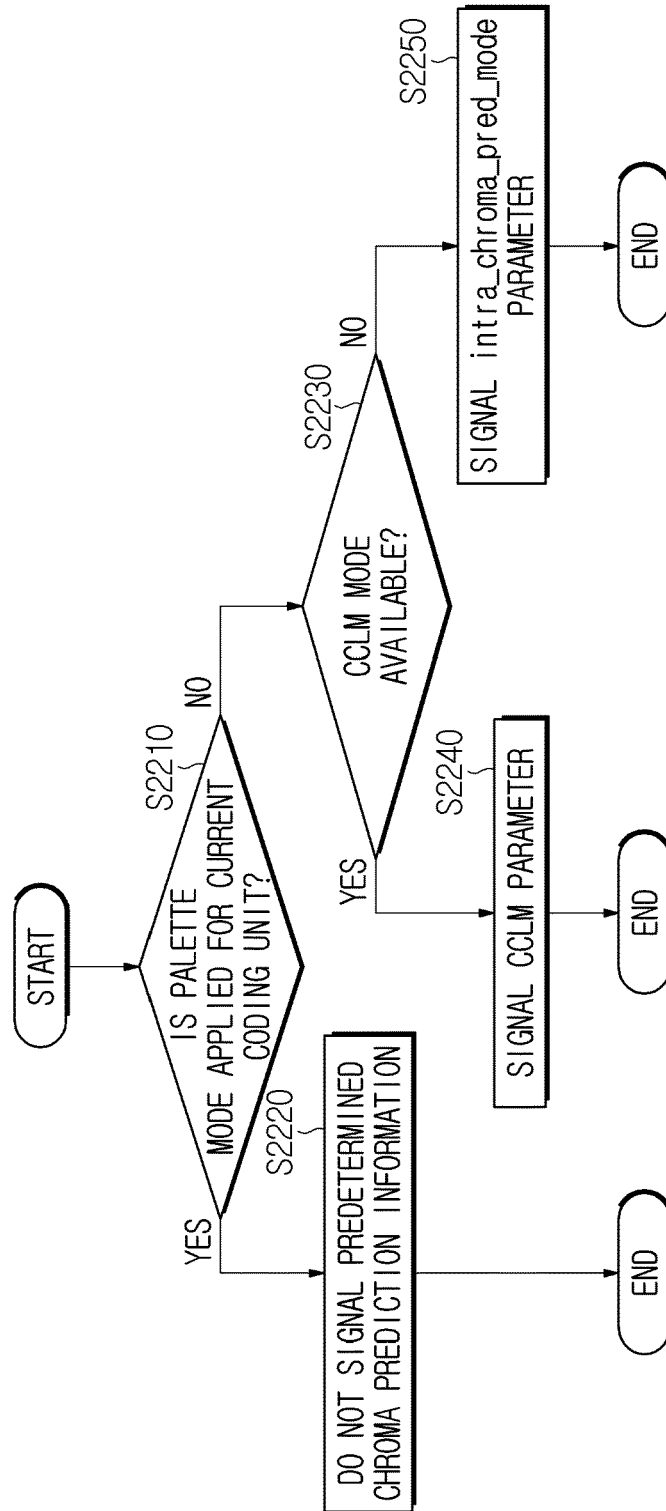 START
IS PALETTE
MODE APPLIED FOR CURRENT
CODING UNIT?
S2210
YES
NO
S2220
DO NOT SIGNAL PREDETERMINED
CHROMA PREDICTION INFORMATION
END
CCLM MODE
AVAILABLE?
S2230
YES
NO
S2240
SIGNAL CCLM PARAMETER
END
S2250
SIGNAL intra_chroma_pred_mode
PARAMETER
END